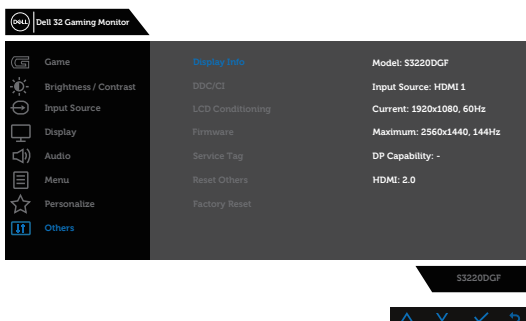 DELL Dell 32 Gaming Monitor
Game
Brightness / Contrast
Input Source
Display
Audio
Menu
Personalize
Others
Display Info
DDC/CI
LCD Conditioning
Firmware
Service Tag
Reset Others
Factory Reset
Model: S3220DGF
Input Source: HDMI 1
Current: 1920x1080, 60Hz
Maximum: 2560x1440, 144Hz
DP Capability: -
HDMI: 2.0
S3220DGF